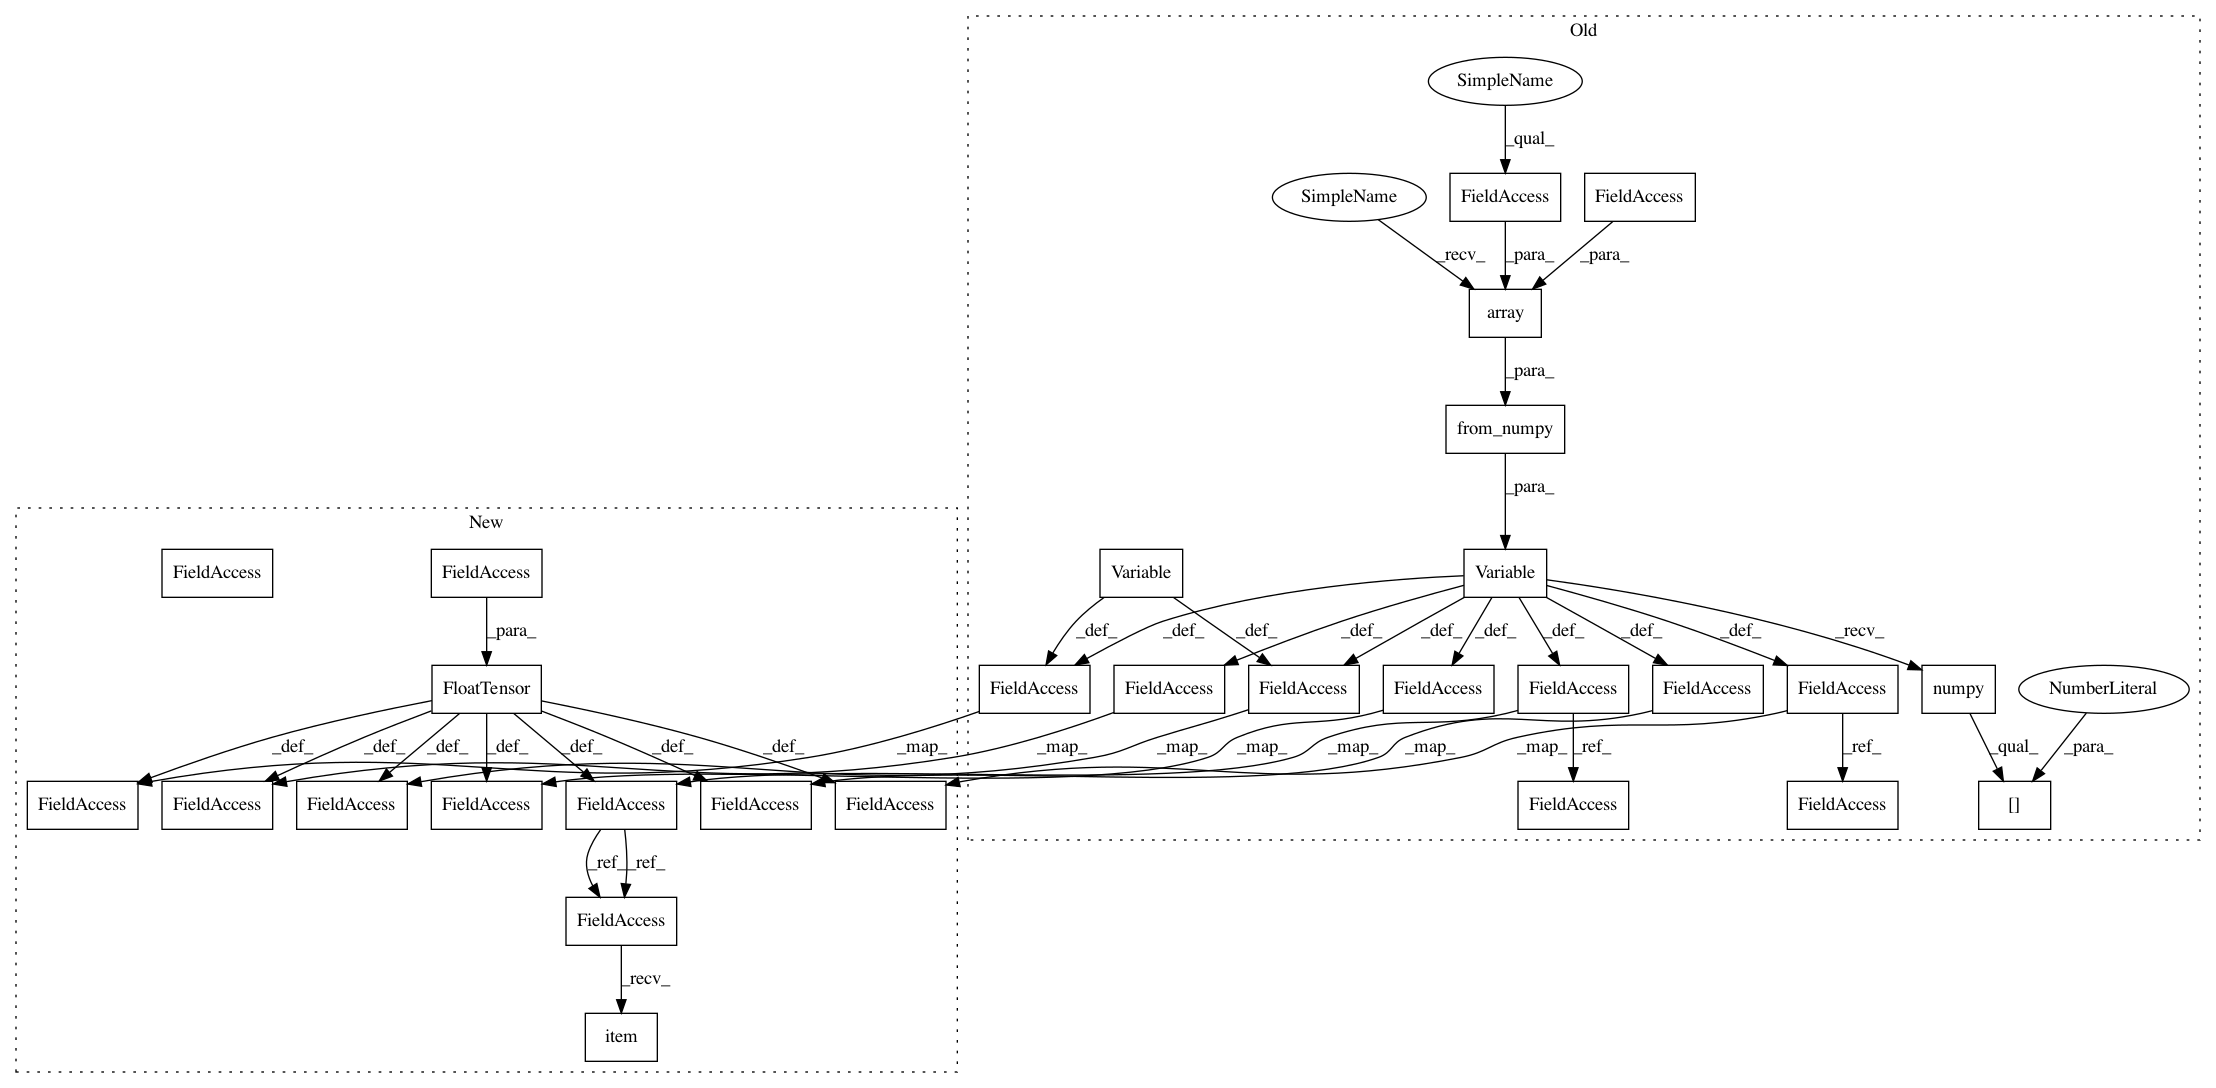 Old
SimpleName
_qual_
SimpleName
FieldAccess
FieldAccess
_recv_
_para_
_para_
array
_para_
from_numpy
_para_
New
FieldAccess
FieldAccess
Variable
Variable
_para_
_def_
_def_
_def_
_def_
_def_
_def_
_def_
_def_
_def_
_recv_
FloatTensor
FieldAccess
FieldAccess
FieldAccess
FieldAccess
FieldAccess
FieldAccess
FieldAccess
numpy
NumberLiteral
_def_
_def_
_def_
_def_
_def_
_def_
_def_
_map_
_map_
_map_
_map_
_map_
_map_
_map_
_ref_
_ref_
_qual_
_para_
FieldAccess
FieldAccess
FieldAccess
FieldAccess
FieldAccess
FieldAccess
FieldAccess
FieldAccess
FieldAccess
[]
_ref_
_ref_
FieldAccess
_recv_
item